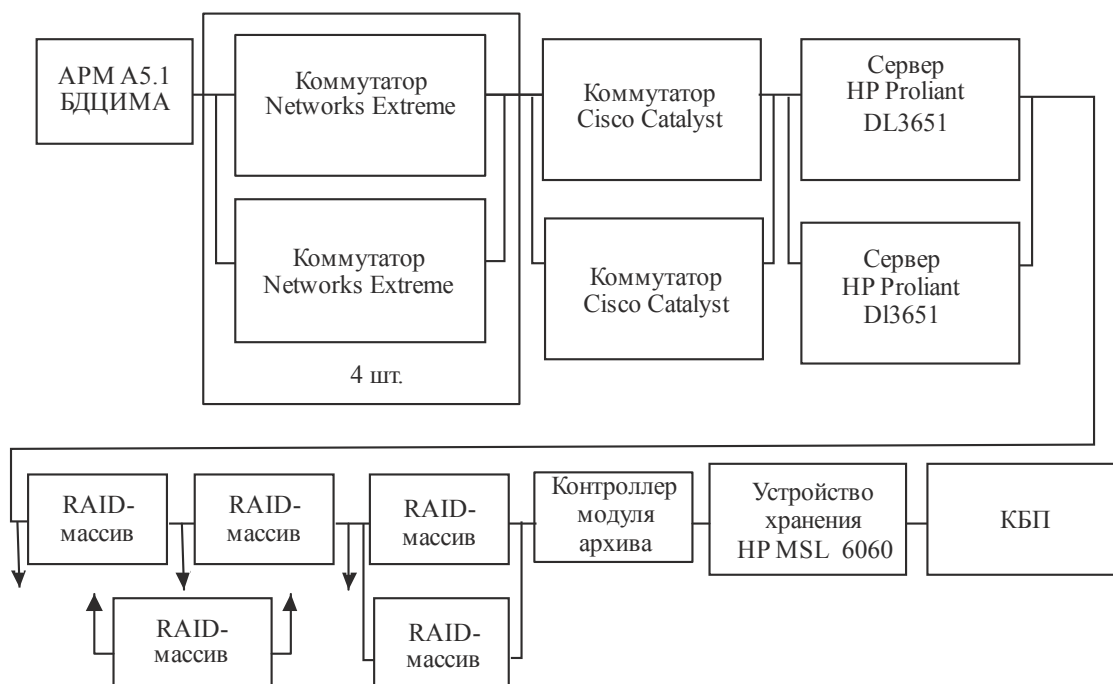 АРМ А5.1
БДЦИМА
Коммутатор
Networks Extreme
Коммутатор
Networks Extreme
4 шт.
Коммутатор
Cisco Catalyst
Коммутатор
Cisco Catalyst
Сервер
HP Proliant
DL3651
Сервер
HP Proliant
Dl3651
RAID-
массив
RAID-
массив
RAID-
массив
Контроллер
модуля
архива
Устройство
хранения
HP MSL 6060
КБП
RAID-
массив
RAID-
массив